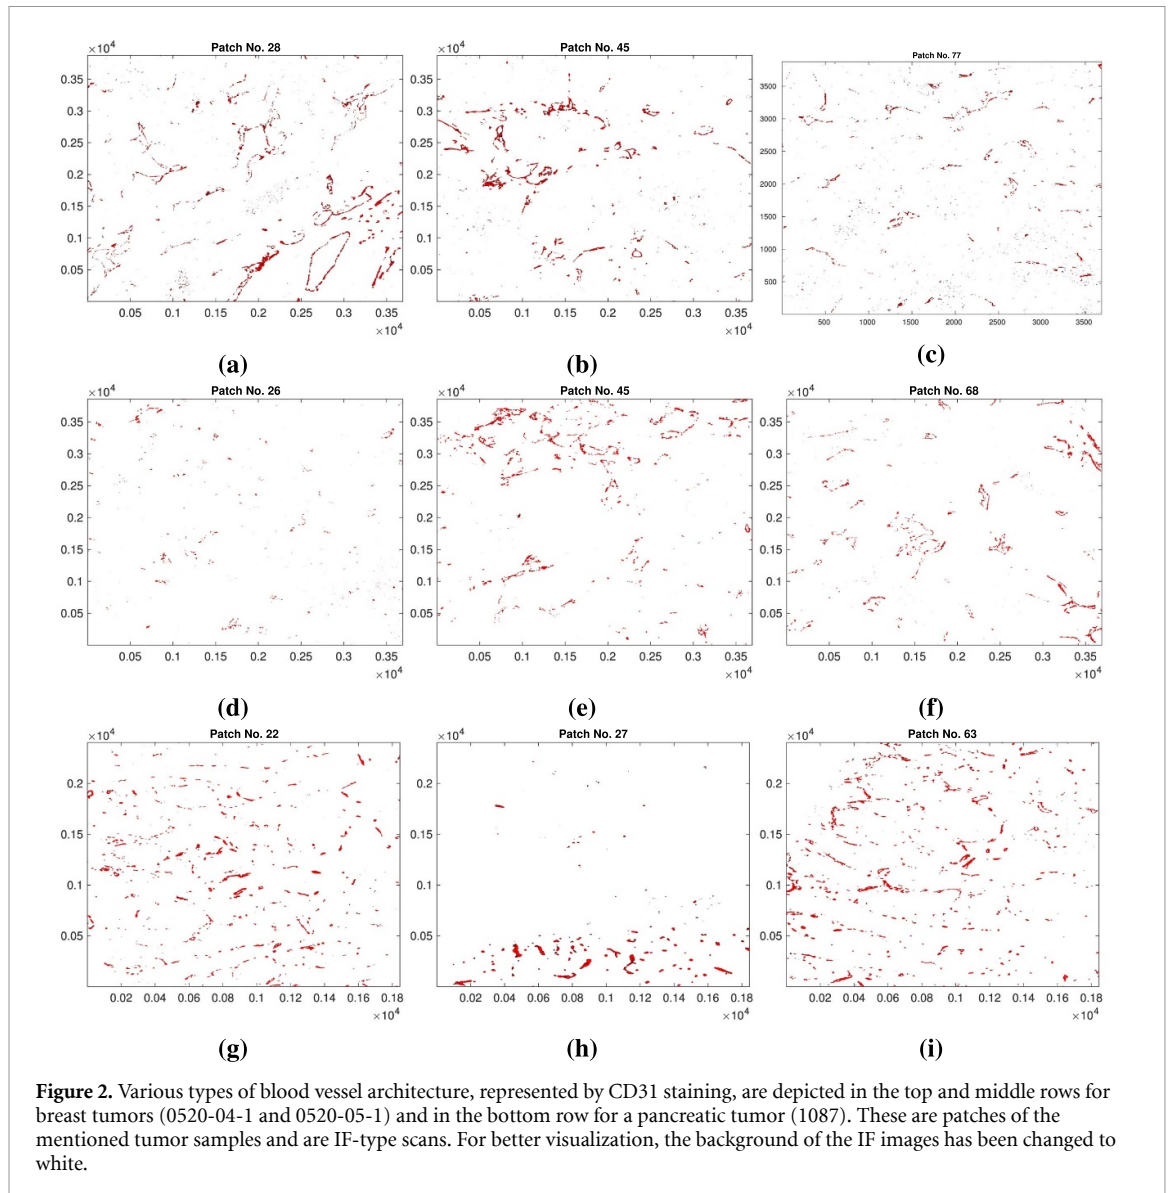 Patch No. 28
×10⁴
0.35
0.3
0.25
0.2
0.15
0.1
0.05
0.05 0.1 0.15 0.2 0.25 0.3 0.35
×10⁴
(a)
Patch No. 45
×10⁴
0.35
0.3
0.25
0.2
0.15
0.1
0.05
0.05 0.1 0.15 0.2 0.25 0.3 0.35
×10⁴
(b)
Patch No. 77
3500
3000
2500
2000
1500
1000
500
500 1000 1500 2000 2500 3000 3500
(c)
Patch No. 26
×10⁴
0.35
0.3
0.25
0.2
0.15
0.1
0.05
0.05 0.1 0.15 0.2 0.25 0.3 0.35
×10⁴
(d)
Patch No. 45
×10⁴
0.35
0.3
0.25
0.2
0.15
0.1
0.05
0.05 0.1 0.15 0.2 0.25 0.3 0.35
×10⁴
(e)
Patch No. 68
×10⁴
0.35
0.3
0.25
0.2
0.15
0.1
0.05
0.05 0.1 0.15 0.2 0.25 0.3 0.35
×10⁴
(f)
Patch No. 22
×10⁴
0.2
0.15
0.1
0.05
0.02 0.04 0.06 0.08 0.1 0.12 0.14 0.16 0.18
×10⁴
(g)
Patch No. 27
×10⁴
0.2
0.15
0.1
0.05
0.02 0.04 0.06 0.08 0.1 0.12 0.14 0.16 0.18
×10⁴
(h)
Patch No. 63
×10⁴
0.2
0.15
0.1
0.05
0.02 0.04 0.06 0.08 0.1 0.12 0.14 0.16 0.18
×10⁴
(i)
Figure 2. Various types of blood vessel architecture, represented by CD31 staining, are depicted in the top and middle rows for
breast tumors (0520-04-1 and 0520-05-1) and in the bottom row for a pancreatic tumor (1087). These are patches of the
mentioned tumor samples and are IF-type scans. For better visualization, the background of the IF images has been changed to
white.